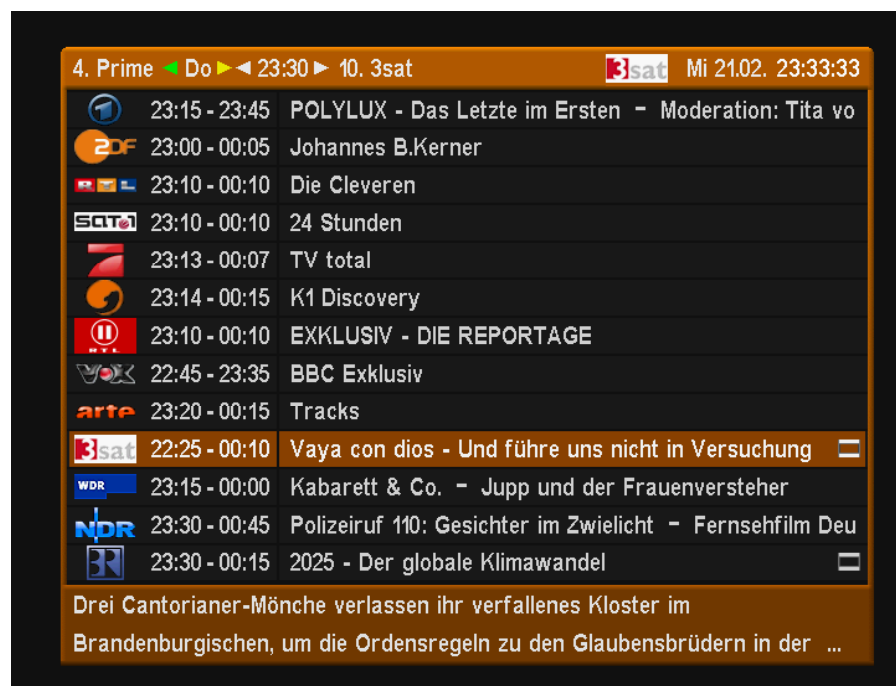 4. Prime ◄ Do ► ◄ 23:30 ► 10. 3sat 3sat Mi 21.02. 23:33:33
1 23:15 - 23:45 POLYLUX - Das Letzte im Ersten – Moderation: Tita vo
2DF 23:00 - 00:05 Johannes B.Kerner
RTL 23:10 - 00:10 Die Cleveren
SAT1 23:10 - 00:10 24 Stunden
23:13 - 00:07 TV total
23:14 - 00:15 K1 Discovery
II RTL 23:10 - 00:10 EXKLUSIV - DIE REPORTAGE
VOX 22:45 - 23:35 BBC Exklusiv
arte 23:20 - 00:15 Tracks
3sat 22:25 - 00:10 Vaya con dios - Und führe uns nicht in Versuchung
WDR 23:15 - 00:00 Kabarett & Co. – Jupp und der Frauenversteher
NDR 23:30 - 00:45 Polizeiruf 110: Gesichter im Zwielicht – Fernsehfilm Deu
BR 23:30 - 00:15 2025 - Der globale Klimawandel
Drei Cantorianer-Mönche verlassen ihr verfallenes Kloster im
Brandenburgischen, um die Ordensregeln zu den Glaubensbrüdern in der ...